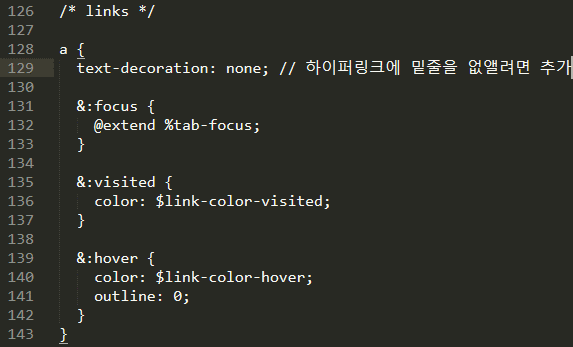 126 /* links */
127
128 a {
129   text-decoration: none; // 하이퍼링크에 밑줄을 없앨려면 추가
130
131   &:focus {
132     @extend %tab-focus;
133   }
134
135   &:visited {
136     color: $link-color-visited;
137   }
138
139   &:hover {
140     color: $link-color-hover;
141     outline: 0;
142   }
143 }